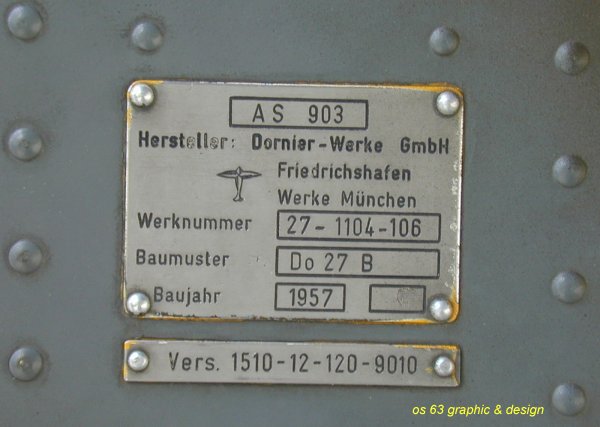 AS 903
Hersteller: Dornier-Werke GmbH
Friedrichshafen
Werke München
Werknummer 27-1104-106
Baumuster Do 27 B
Baujahr 1957
Vers. 1510-12-120-9010
os 63 graphic & design